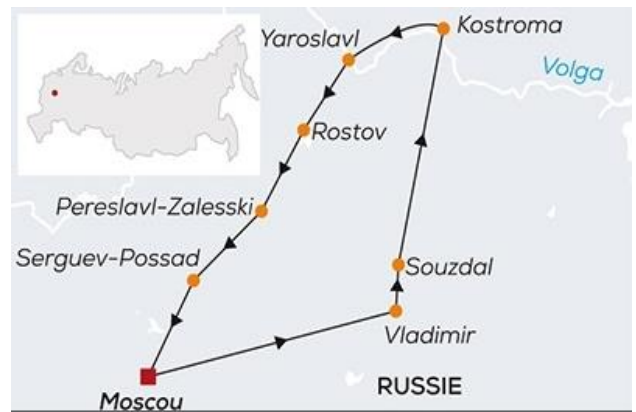 Kostroma
Yaroslavl
Volga
Rostov
Pereslavl-Zalesski
Serguev-Possad
Souzdal
Vladimir
RUSSIE
Moscou